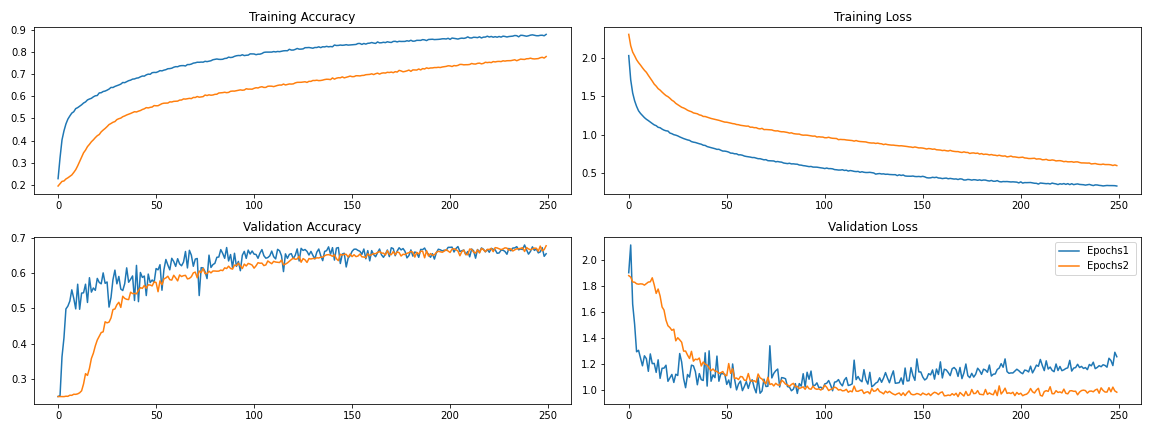 Training Accuracy
0.9
0.8
0.7
0.6
0.5
0.4
0.3
0.2
0 50 100 150 200 250
Training Loss
2.0
1.5
1.0
0.5
0 50 100 150 200 250
Validation Accuracy
0.7
0.6
0.5
0.4
0.3
0 50 100 150 200 250
Validation Loss
2.0
1.8
1.6
1.4
1.2
1.0
0 50 100 150 200 250
Epochs1
Epochs2